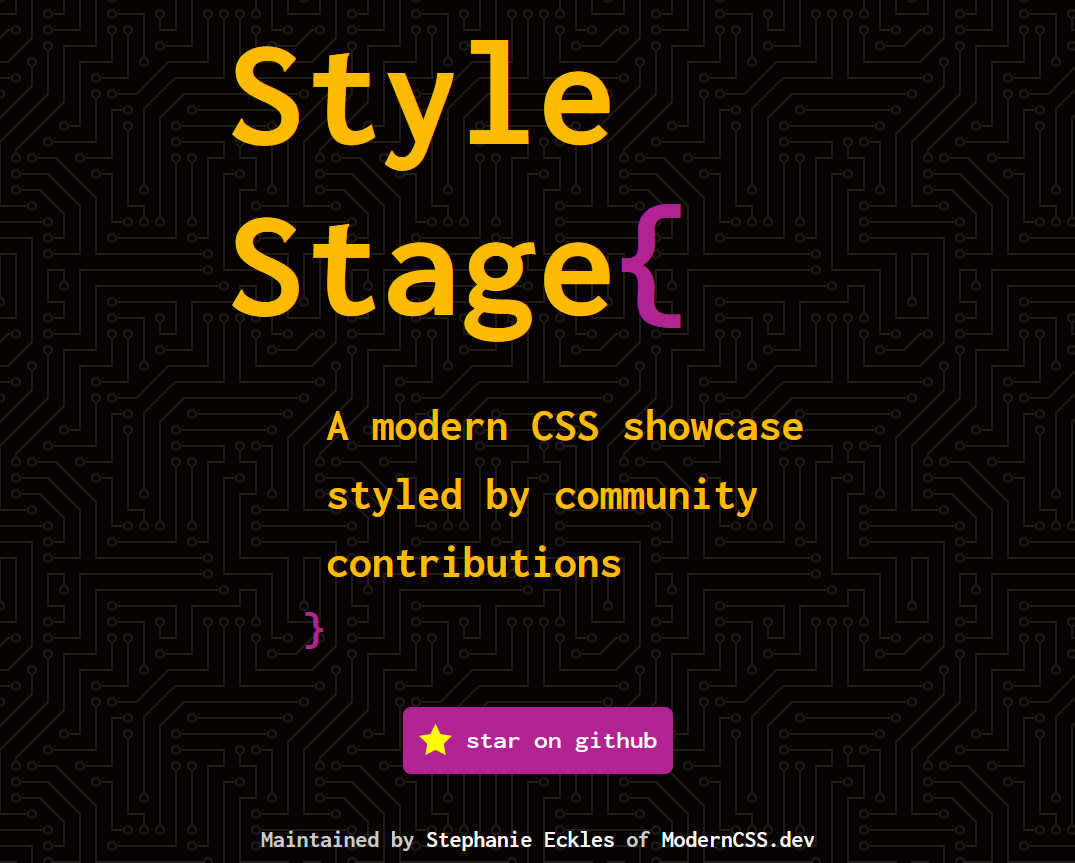 Style
Stage{
A modern CSS showcase
styled by community
contributions
}
star on github
Maintained by Stephanie Eckles of ModernCSS.dev